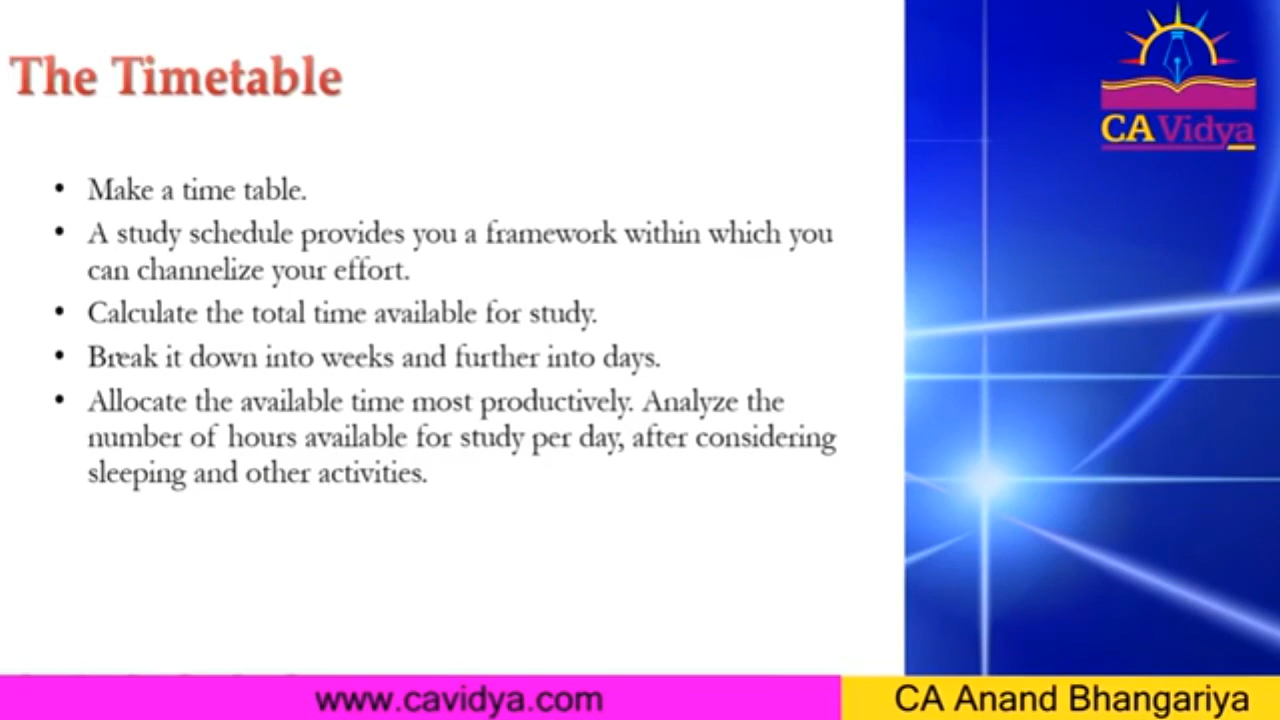 The Timetable
CA Vidya
• Make a time table.
• A study schedule provides you a framework within which you
can channelize your effort.
• Calculate the total time available for study.
• Break it down into weeks and further into days.
• Allocate the available time most productively. Analyze the
number of hours available for study per day, after considering
sleeping and other activities.
www.cavidya.com
CA Anand Bhangariya